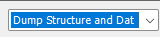 Dump Structure and Dat